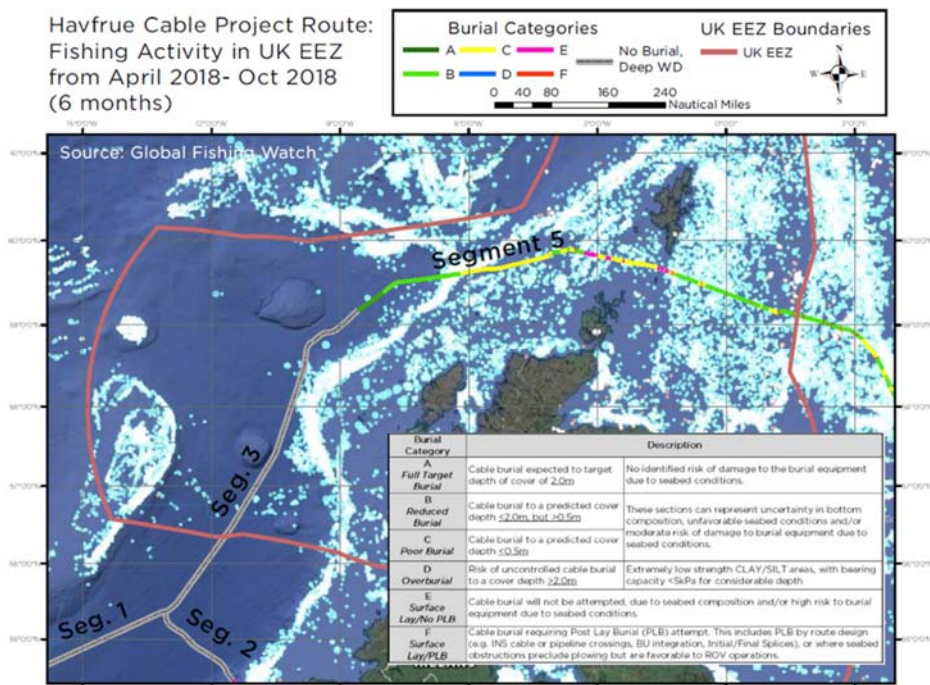 Havfrue Cable Project Route:
Fishing Activity in UK EEZ
from April 2018- Oct 2018
(6 months)
Burial Categories
A C E
B D F
No Burial,
Deep WD
UK EEZ Boundaries
UK EEZ
N
W E
S
0 40 80 160 240
Nautical Miles
Source: Global Fishing Watch
Segment 5
Seg. 3
Seg. 1
Seg. 2
Burial
Category
Description
A
Full Target
Burial
Cable burial expected to target
depth of cover of 2.0m
No identified risk of damage to the burial equipment
due to seabed conditions.
B
Reduced
Burial
Cable burial to a predicted cover
depth <2.0m, but >0.5m
These sections can represent uncertainty in bottom
composition, unfavorable seabed conditions and/or
moderate risk of damage to burial equipment due to
seabed conditions.
C
Poor Burial
Cable burial to a predicted cover
depth <0.5m
D
Overburial
Risk of uncontrolled cable burial
to a cover depth >2.0m
Extremely low strength CLAY/SILT areas, with bearing
capacity <5kPa for considerable depth
E
Surface
Lay/No PLB
Cable burial will not be attempted, due to seabed composition and/or high risk to burial
equipment due to seabed conditions.
F
Surface
Lay/PLB
Cable burial requiring Post Lay Burial (PLB) attempt. This includes PLB by route design
(e.g. INS cable or pipeline crossings, BU integration, Initial/Final Splices), or where seabed
obstructions preclude plowing but are favorable to ROV operations.